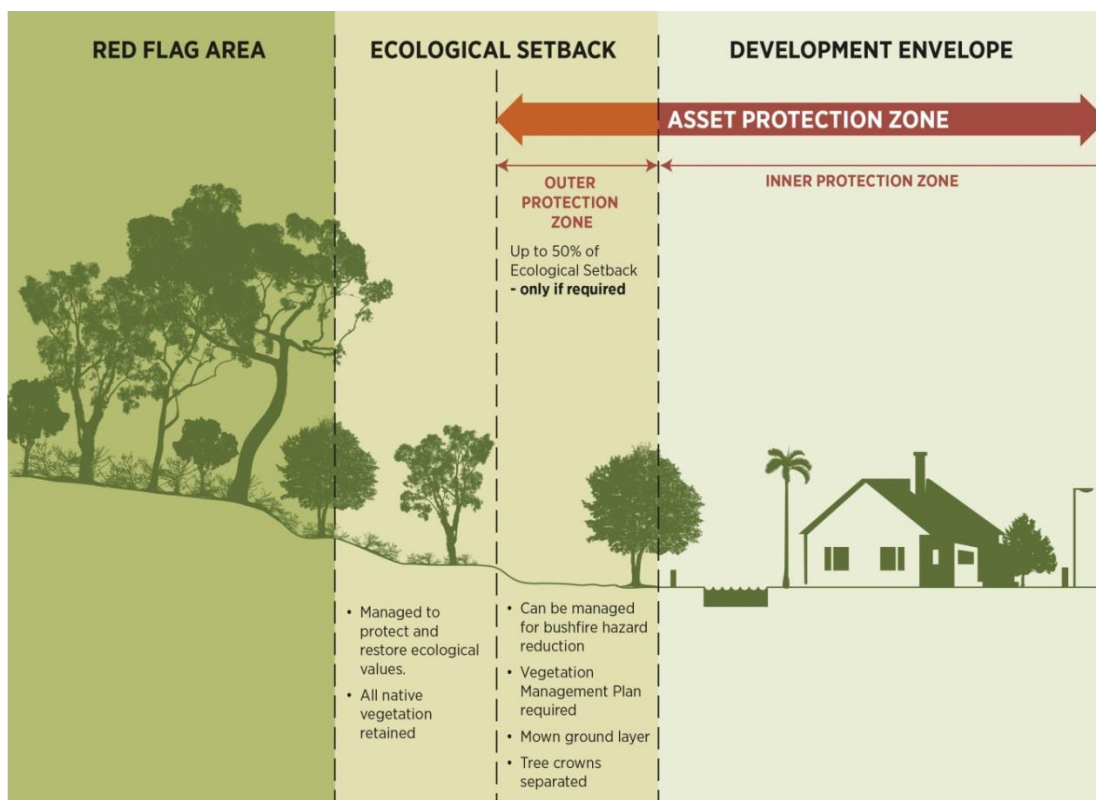 RED FLAG AREA
ECOLOGICAL SETBACK
DEVELOPMENT ENVELOPE
ASSET PROTECTION ZONE
OUTER
PROTECTION
ZONE
INNER PROTECTION ZONE
Up to 50% of
Ecological Setback
- only if required
• Managed to
protect and
restore ecological
values.
• All native
vegetation
retained
• Can be managed
for bushfire hazard
reduction
• Vegetation
Management Plan
required
• Mown ground layer
• Tree crowns
separated